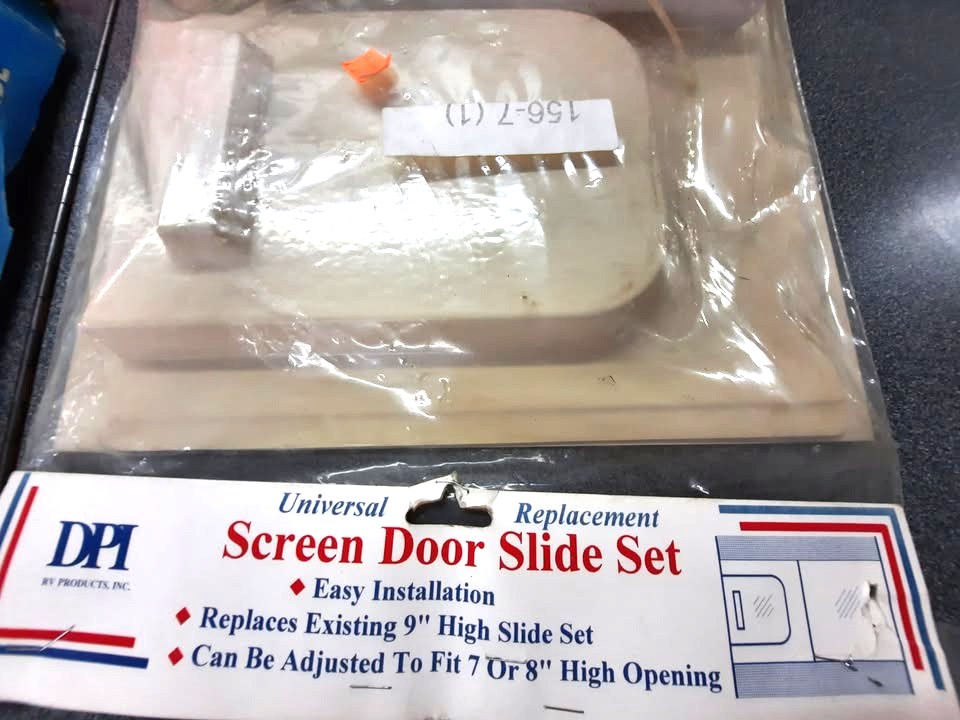 156-7 (1)
Universal Replacement
Screen Door Slide Set
DPI
RV PRODUCTS, INC.
♦ Easy Installation
♦ Replaces Existing 9" High Slide Set
♦ Can Be Adjusted To Fit 7 Or 8" High Opening